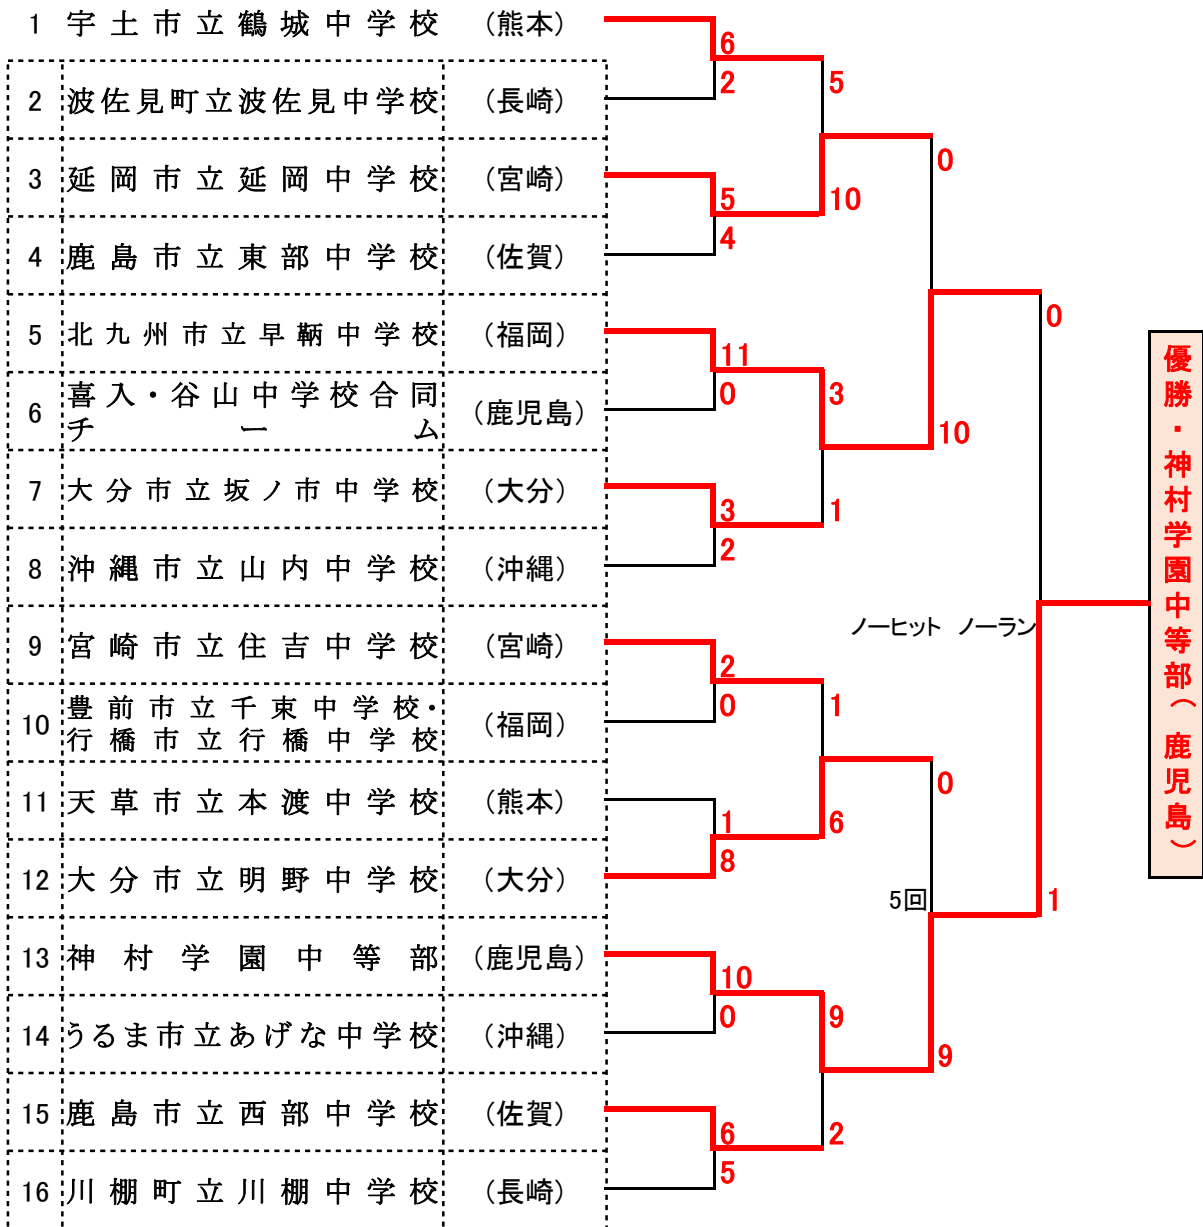 1 宇土市立鶴城中学校 (熊本)
2 波佐見町立波佐見中学校 (長崎)
3 延岡市立延岡中学校 (宮崎)
4 鹿島市立東部中学校 (佐賀)
5 北九州市立早鞆中学校 (福岡)
6 喜入・谷山中学校合同
チーム (鹿児島)
7 大分市立坂ノ市中学校 (大分)
8 沖縄市立山内中学校 (沖縄)
9 宮崎市立住吉中学校 (宮崎)
10 豊前市立千束中学校・
行橋市立行橋中学校 (福岡)
11 天草市立本渡中学校 (熊本)
12 大分市立明野中学校 (大分)
13 神村学園中等部 (鹿児島)
14 うるま市立あげな中学校 (沖縄)
15 鹿島市立西部中学校 (佐賀)
16 川棚町立川棚中学校 (長崎)
6
2
5
4
11
0
3
2
2
0
1
8
10
0
6
5
5
10
3
1
1
6
9
2
0
10
0
5回
9
0
ノーヒット ノーラン
1
優勝・神村学園中等部(鹿児島)